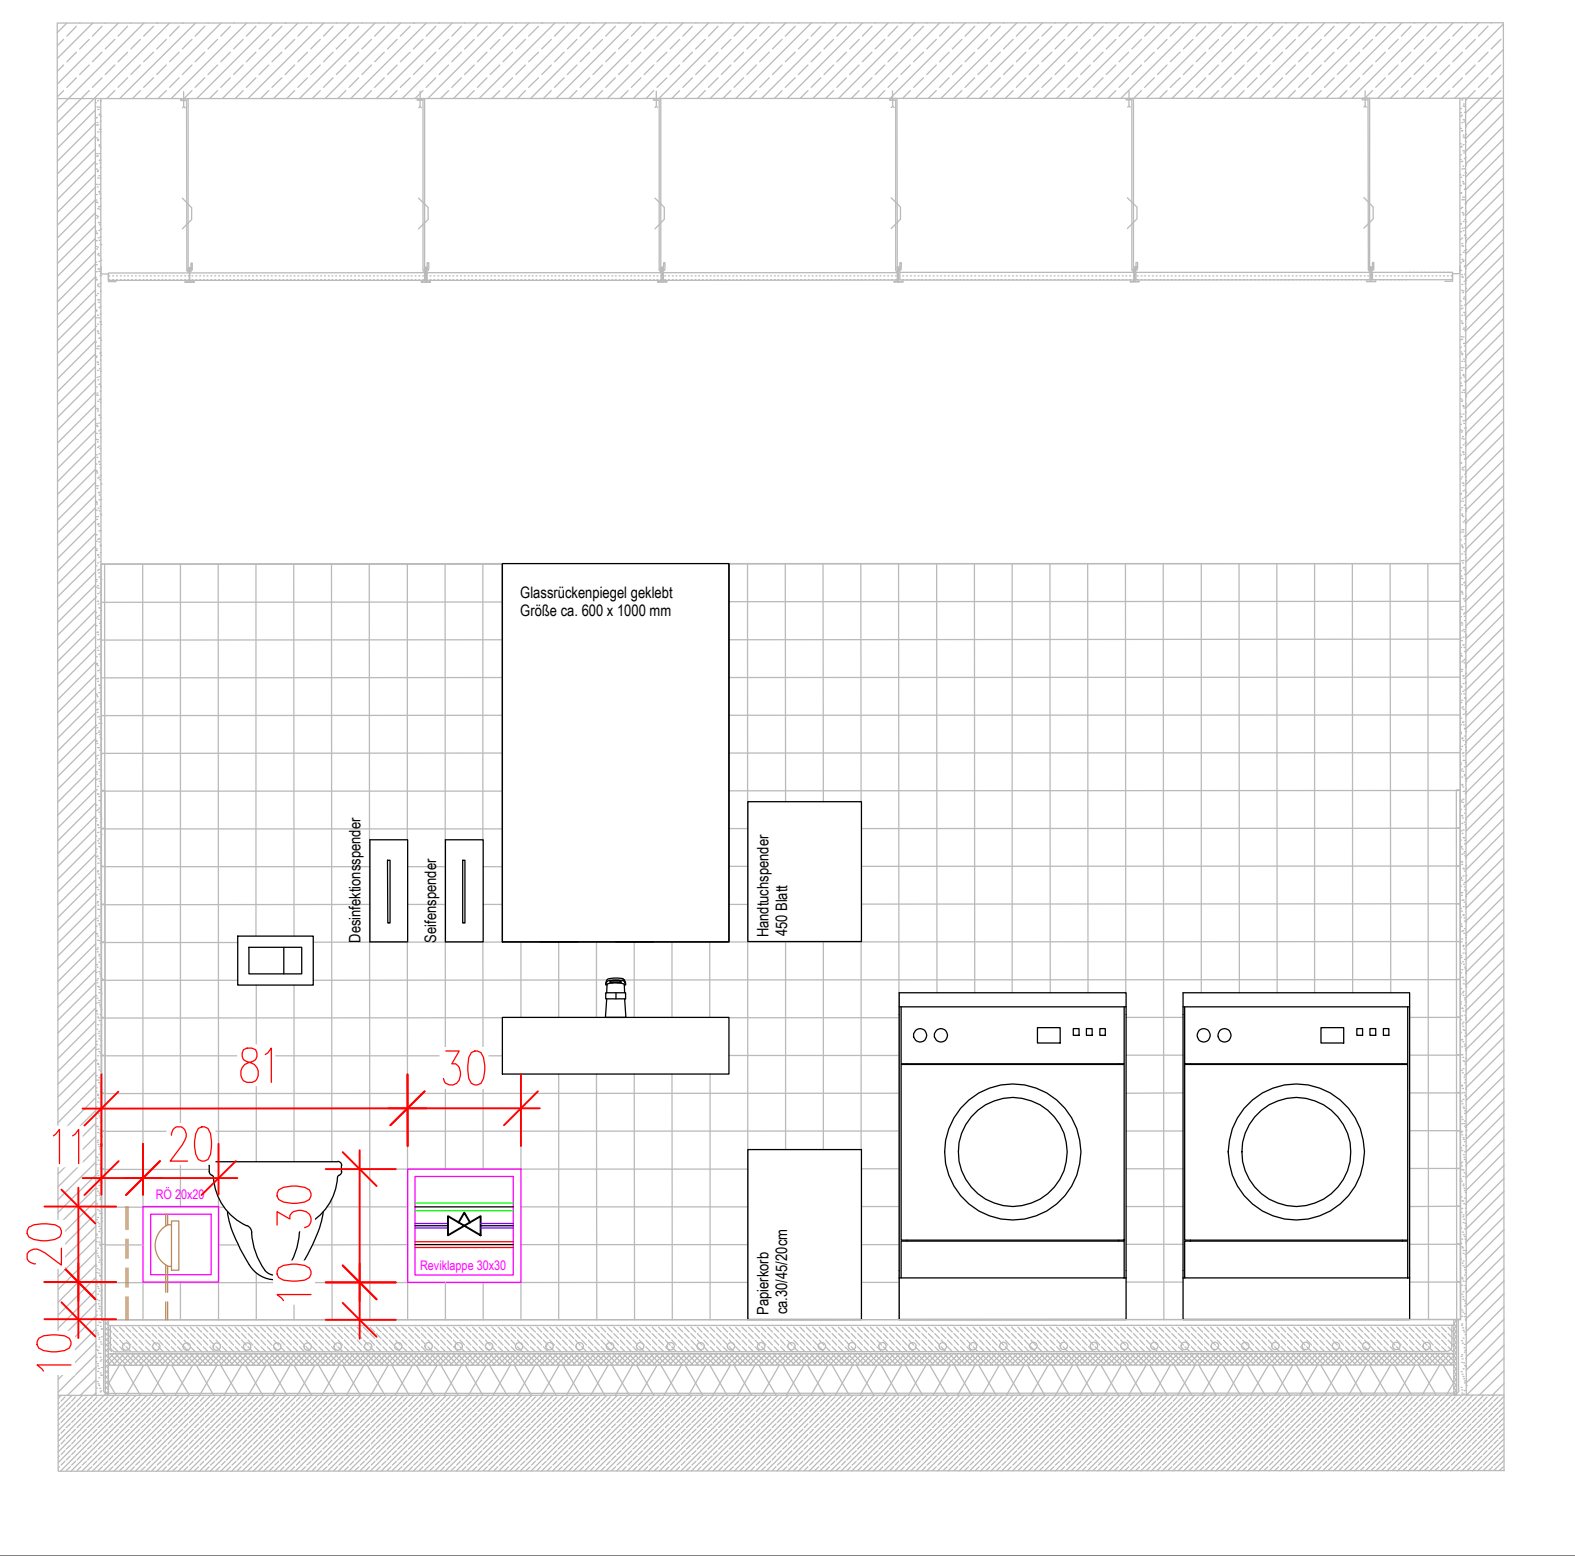 Glassrückenpiegel geklebt
Größe ca. 600 x 1000 mm
Desinfektionsspender
Seifenspender
Handtuchspender
450 Blatt
81
30
11
20
RÖ 20x20
30
20
Reviklappe 30x30
10
10
Papierkorb
ca.30/45/20cm